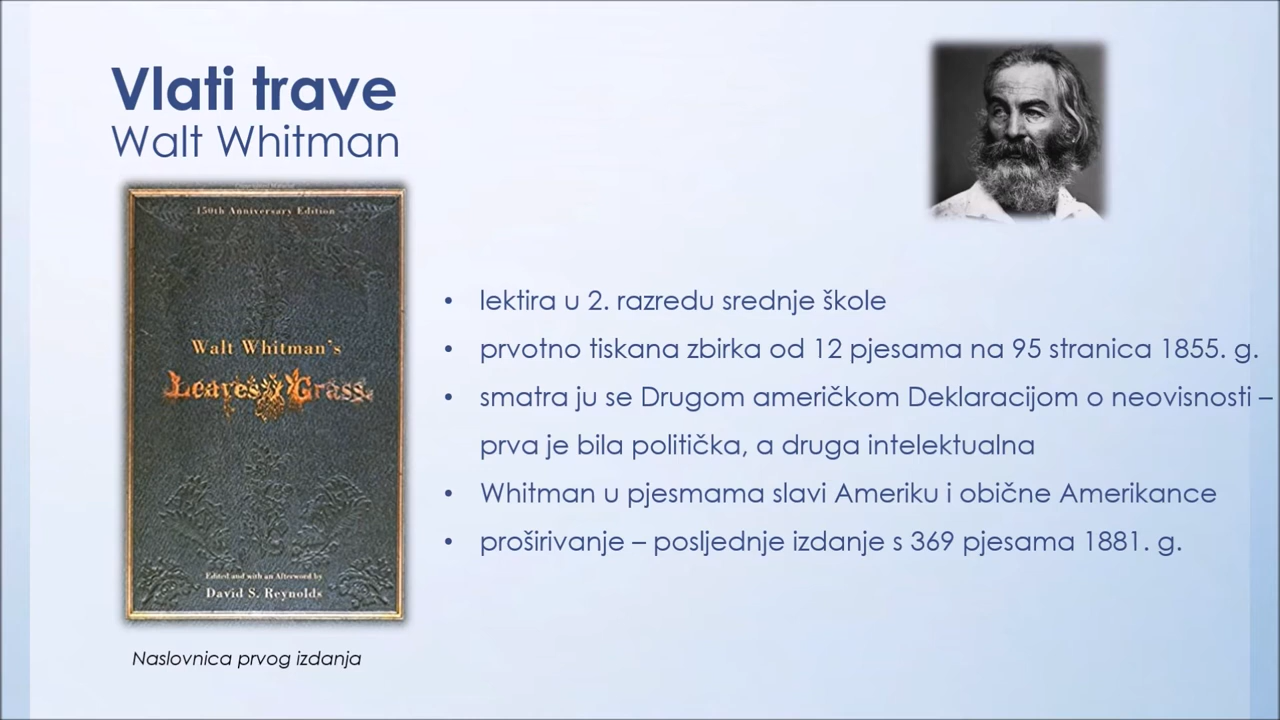 Vlati trave
Walt Whitman
150th Anniversary Edition
Walt Whitman's
Leaves Grass
Edited and with an Afterword by
David S. Reynolds
Naslovnica prvog izdanja
• lektira u 2. razredu srednje škole
• prvotno tiskana zbirka od 12 pjesama na 95 stranica 1855. g.
• smatra ju se Drugom američkom Deklaracijom o neovisnosti –
prva je bila politička, a druga intelektualna
• Whitman u pjesmama slavi Ameriku i obične Amerikance
• proširivanje – posljednje izdanje s 369 pjesama 1881. g.